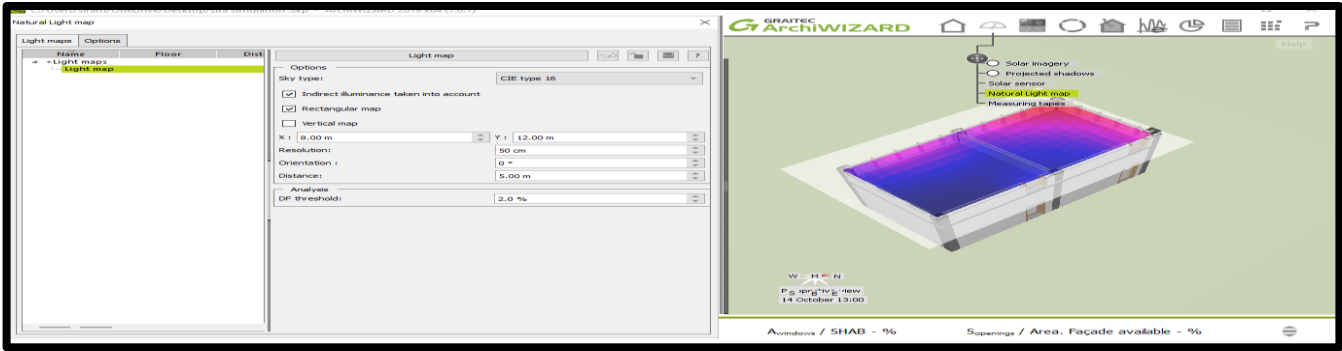 Natural Light map
Light maps Options
Name Floor Dist
Light maps
Light map
Light map
?
Options
Sky type: CIE type 16
Indirect illuminance taken into account
Rectangular map
Vertical map
X : 8.00 m Y : 12.00 m
Resolution: 50 cm
Orientation : 0 °
Distance: 5.00 m
Analysis
DF threshold: 2.0 %
GRAITEC
ARCHIWIZARD
Help
Solar imagery
Projected shadows
Solar sensor
Natural Light map
Measuring tapes
W H N
14 October 13:00
Awindows / SHAB - % Sopenings / Area. Façade available - %